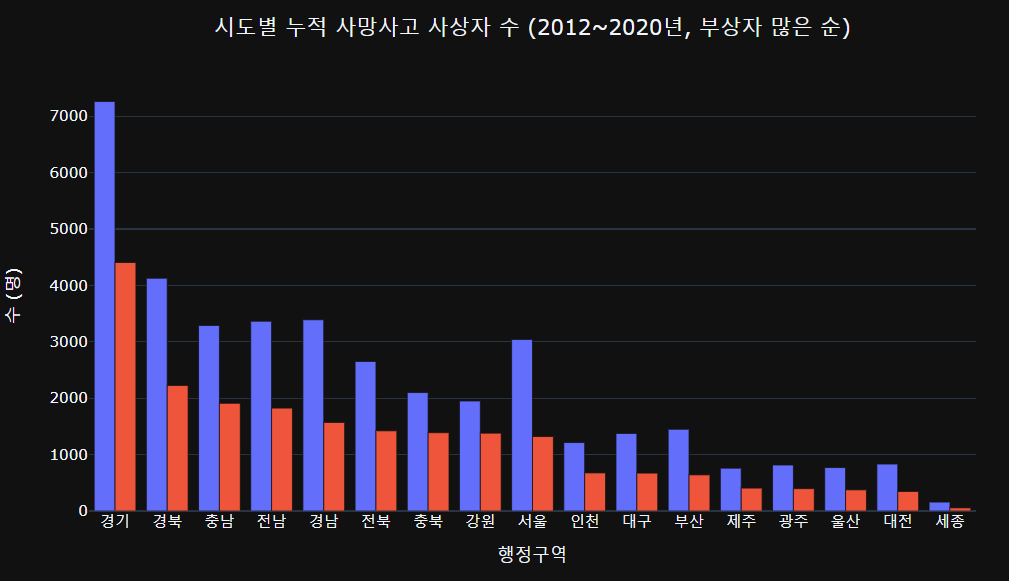 시도별 누적 사망사고 사상자 수 (2012~2020년, 부상자 많은 순)
수 (명)
7000
6000
5000
4000
3000
2000
1000
0
경기 경북 충남 전남 경남 전북 충북 강원 서울 인천 대구 부산 제주 광주 울산 대전 세종
행정구역